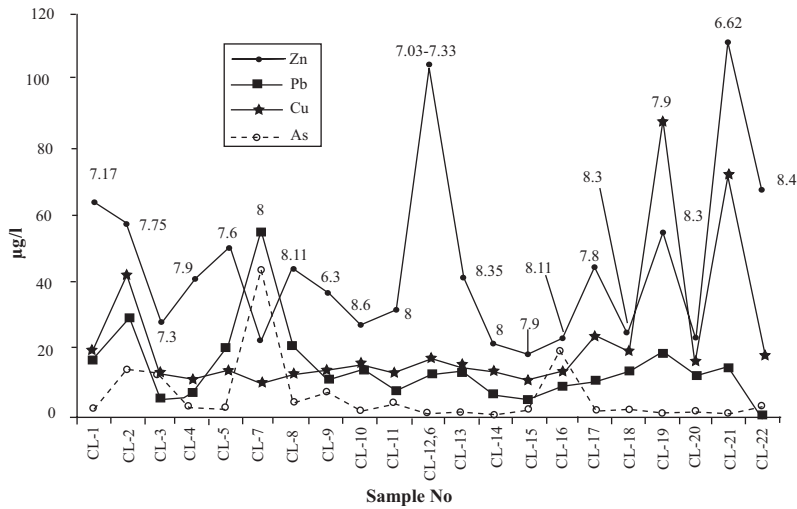 120
100
80
60
40
20
0
µg/l
Zn
Pb
Cu
As
7.17
7.75
7.3
7.9
7.6
8
8.11
6.3
8.6
8
7.03-7.33
8.35
8
7.9
8.11
7.8
8.3
7.9
8.3
6.62
8.4
CL-1
CL-2
CL-3
CL-4
CL-5
CL-7
CL-8
CL-9
CL-10
CL-11
CL-12,6
CL-13
CL-14
CL-15
CL-16
CL-17
CL-18
CL-19
CL-20
CL-21
CL-22
Sample No